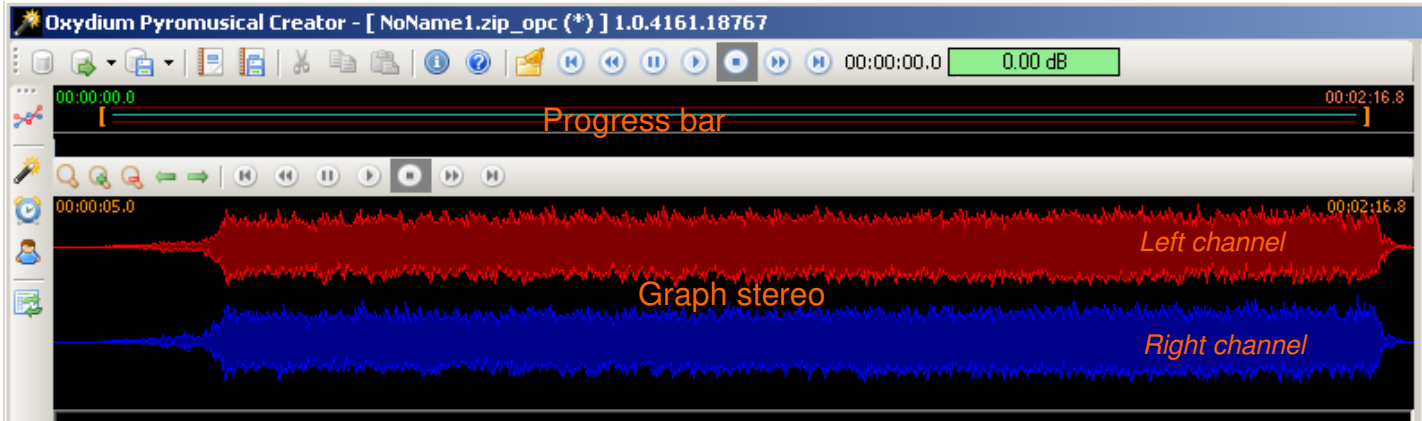 Oxydium Pyromusical Creator - [ NoName1.zip_opc (*) ] 1.0.4161.18767
00:00:00.0 0.00 dB
00:00:00.0 00:02:16.8
Progress bar
00:00:05.0 00:02:16.8
Left channel
Graph stereo
Right channel